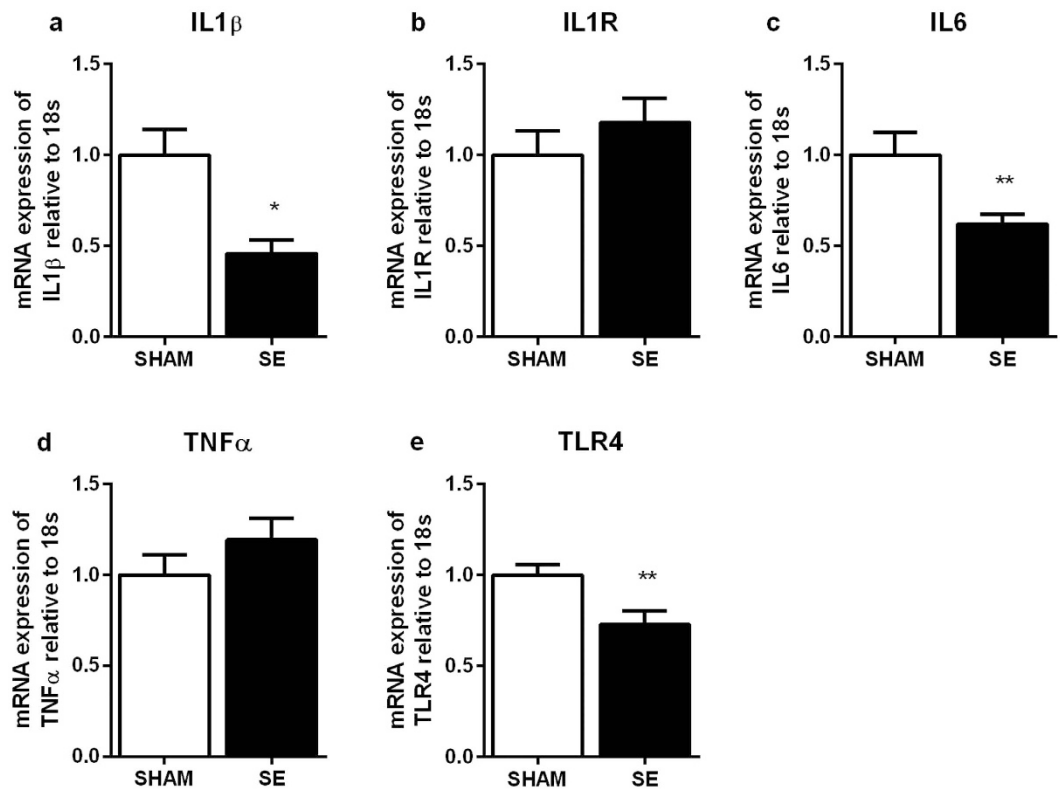 a IL1β
mRNA expression of
IL1β relative to 18s
1.5
1.0
0.5
0.0
*
SHAM SE
b IL1R
mRNA expression of
IL1R relative to 18s
1.5
1.0
0.5
0.0
SHAM SE
c IL6
mRNA expression of
IL6 relative to 18s
1.5
1.0
0.5
0.0
**
SHAM SE
d TNFα
mRNA expression of
TNFα relative to 18s
1.5
1.0
0.5
0.0
SHAM SE
e TLR4
mRNA expression of
TLR4 relative to 18s
1.5
1.0
0.5
0.0
**
SHAM SE